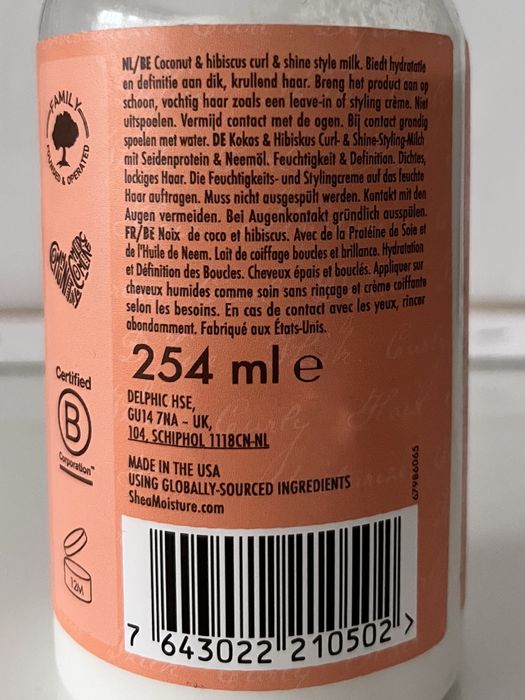 NL/BE Coconut & hibiscus curl & shine style milk. Biedt hydratatie
en definitie aan dik, krullend haar. Breng het product aan op
schoon, vochtig haar zoals een leave-in of styling crème. Niet
uitspoelen. Vermijd contact met de ogen. Bij contact grondig
spoelen met water. DE Kokos & Hibiskus Curl- & Shine-Styling-Milch
mit Seidenprotein & Neemöl. Feuchtigkeit & Definition. Dichtes,
lockiges Haar. Die Feuchtigkeits- und Stylingcreme auf das feuchte
Haar auftragen. Muss nicht ausgespült werden. Kontakt mit den
Augen vermeiden. Bei Augenkontakt gründlich ausspülen.
FR/BE Noix de coco et hibiscus. Avec de la Protéine de Soie et
de l'Huile de Neem. Lait de coiffage boucles et brillance. Hydratation
et Définition des Boucles. Cheveux épais et bouclés. Appliquer sur
cheveux humides comme soin sans rinçage et crème coiffante
selon les besoins. En cas de contact avec les yeux, rincer
abondamment. Fabriqué aux États-Unis.
254 ml e
DELPHIC HSE,
GU14 7NA - UK,
104, SCHIPHOL 1118CN-NL
MADE IN THE USA
USING GLOBALLY-SOURCED INGREDIENTS
SheaMoisture.com
67986065
7 643022 210502 >
FAMILY
FOUNDED & OPERATED
Certified
B
Corporation™
12M